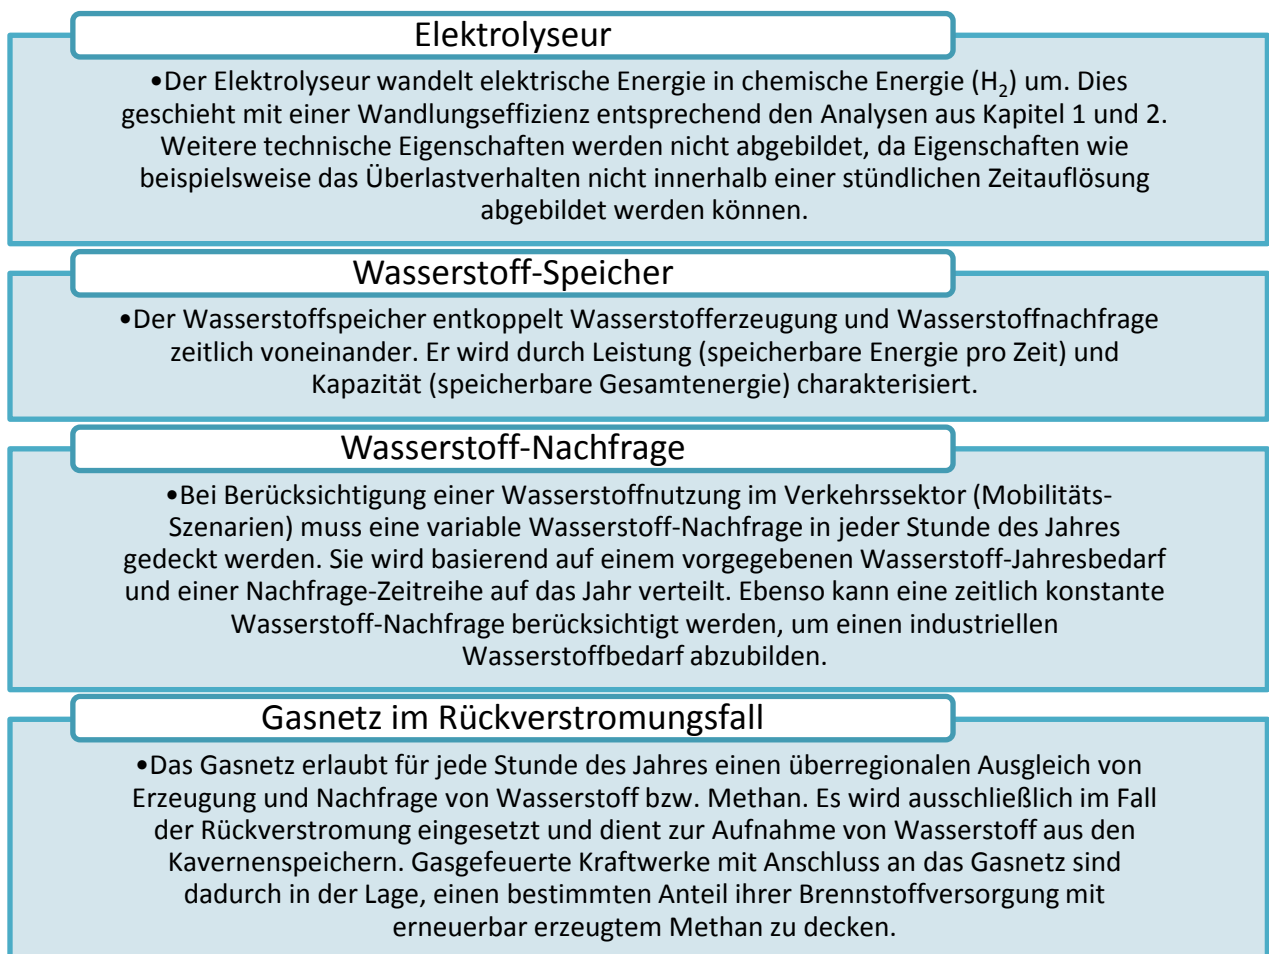 Elektrolyseur
•Der Elektrolyseur wandelt elektrische Energie in chemische Energie (H₂) um. Dies
geschieht mit einer Wandlungseffizienz entsprechend den Analysen aus Kapitel 1 und 2.
Weitere technische Eigenschaften werden nicht abgebildet, da Eigenschaften wie
beispielsweise das Überlastverhalten nicht innerhalb einer stündlichen Zeitauflösung
abgebildet werden können.
Wasserstoff-Speicher
•Der Wasserstoffspeicher entkoppelt Wasserstofferzeugung und Wasserstoffnachfrage
zeitlich voneinander. Er wird durch Leistung (speicherbare Energie pro Zeit) und
Kapazität (speicherbare Gesamtenergie) charakterisiert.
Wasserstoff-Nachfrage
•Bei Berücksichtigung einer Wasserstoffnutzung im Verkehrssektor (Mobilitäts-
Szenarien) muss eine variable Wasserstoff-Nachfrage in jeder Stunde des Jahres
gedeckt werden. Sie wird basierend auf einem vorgegebenen Wasserstoff-Jahresbedarf
und einer Nachfrage-Zeitreihe auf das Jahr verteilt. Ebenso kann eine zeitlich konstante
Wasserstoff-Nachfrage berücksichtigt werden, um einen industriellen
Wasserstoffbedarf abzubilden.
Gasnetz im Rückverstromungsfall
•Das Gasnetz erlaubt für jede Stunde des Jahres einen überregionalen Ausgleich von
Erzeugung und Nachfrage von Wasserstoff bzw. Methan. Es wird ausschließlich im Fall
der Rückverstromung eingesetzt und dient zur Aufnahme von Wasserstoff aus den
Kavernenspeichern. Gasgefeuerte Kraftwerke mit Anschluss an das Gasnetz sind
dadurch in der Lage, einen bestimmten Anteil ihrer Brennstoffversorgung mit
erneuerbar erzeugtem Methan zu decken.